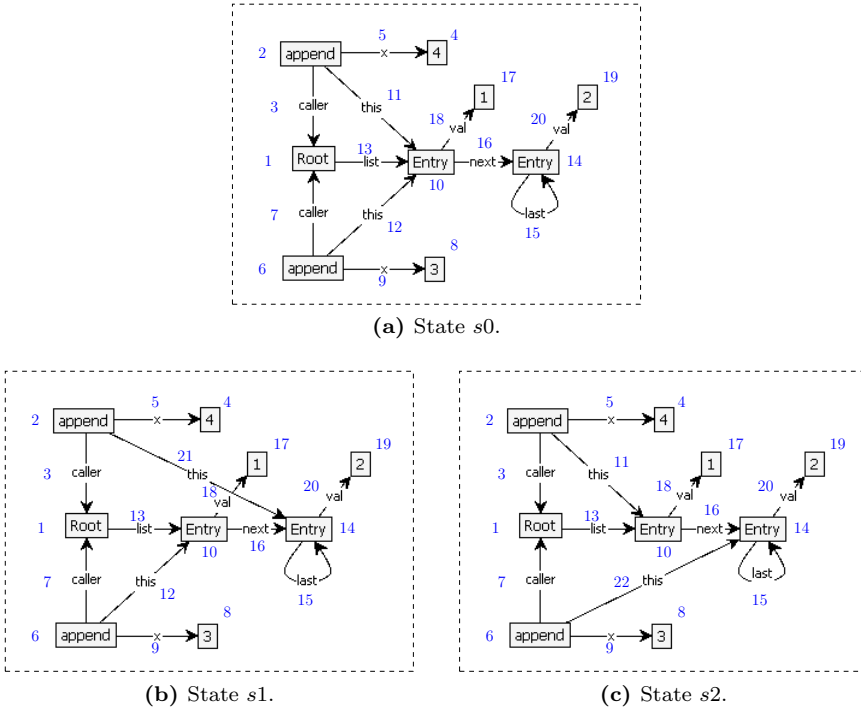 5 4
2 append x 4
17 19
11 1 2
3 caller this 18 val 20 val
13 16
1 Root list Entry next Entry 14
10
7 caller this last
12 15
8
6 append x 3
9
(a) State s0.
5 4
2 append x 4
17 19
21
3 caller this 1 2
18 val 20 val
13
1 Root list Entry next Entry 14
10 16
7 caller this last
12 15
8
6 append x 3
9
(b) State s1.
5 4
2 append x 4
17 19
11
3 caller this 1 2
18 val 20 val
13 16
1 Root list Entry next Entry 14
10
7 caller 22 this last
15
8
6 append x 3
9
(c) State s2.